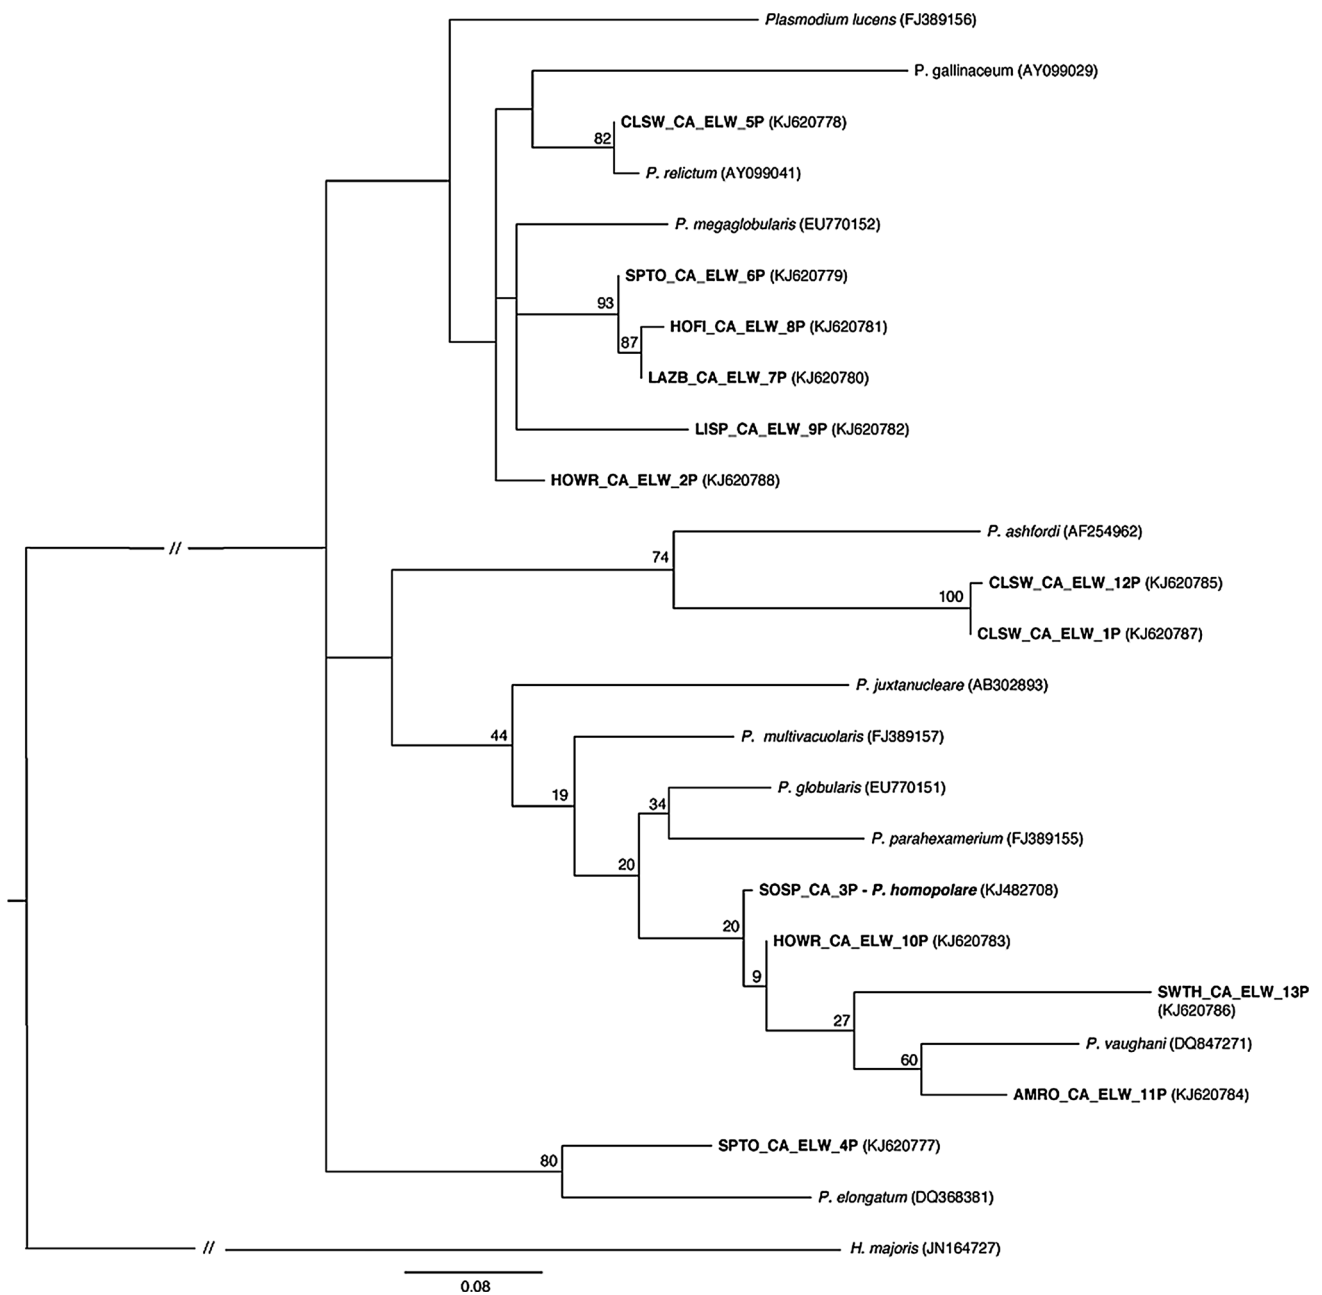 Plasmodium lucens (FJ389156)
P. gallinaceum (AY099029)
CLSW_CA_ELW_5P (KJ620778)
82
P. relictum (AY099041)
P. megaglobularis (EU770152)
SPTO_CA_ELW_6P (KJ620779)
93
HOFI_CA_ELW_8P (KJ620781)
87
LAZB_CA_ELW_7P (KJ620780)
LISP_CA_ELW_9P (KJ620782)
HOWR_CA_ELW_2P (KJ620788)
P. ashfordi (AF254962)
//
74
CLSW_CA_ELW_12P (KJ620785)
100
CLSW_CA_ELW_1P (KJ620787)
P. juxtanucleare (AB302893)
44
P. multivacuolaris (FJ389157)
P. globularis (EU770151)
19
34
P. parahexamerium (FJ389155)
20
SOSP_CA_3P - P. homopolare (KJ482708)
20
HOWR_CA_ELW_10P (KJ620783)
9
SWTH_CA_ELW_13P
(KJ620786)
27
P. vaughani (DQ847271)
60
AMRO_CA_ELW_11P (KJ620784)
SPTO_CA_ELW_4P (KJ620777)
80
P. elongatum (DQ368381)
//
H. majoris (JN164727)
0.08